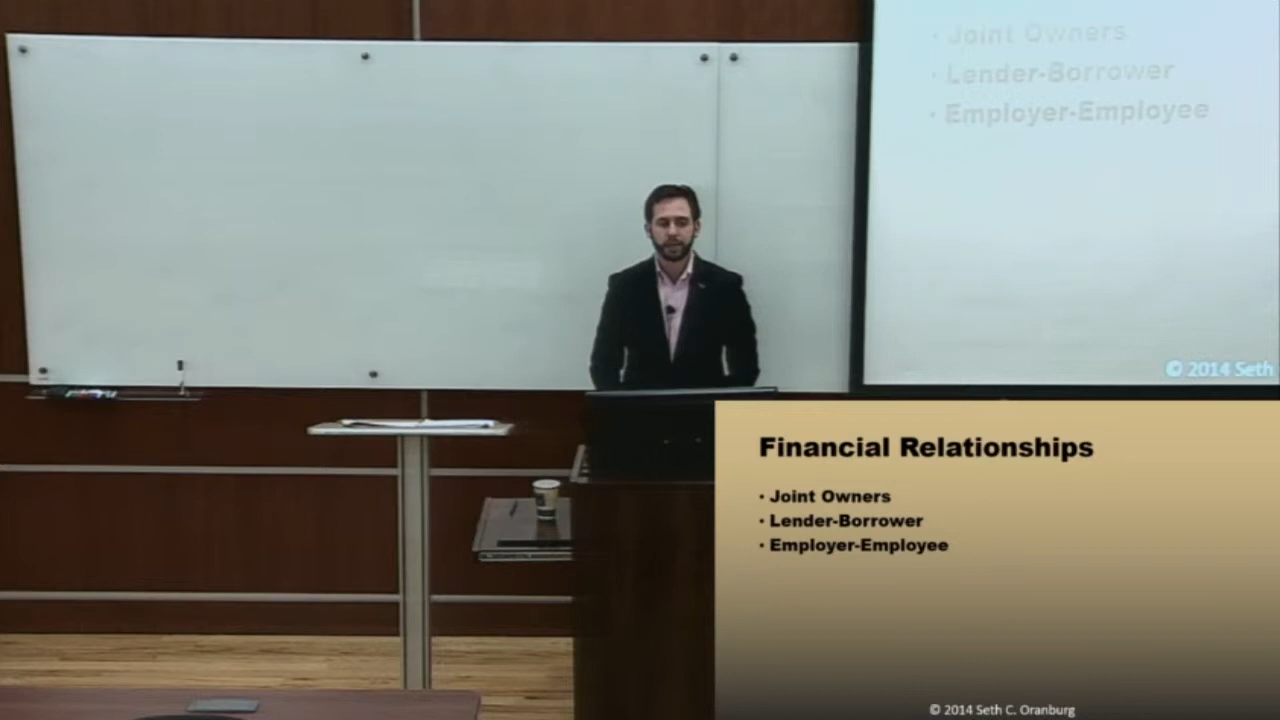 · Joint Owners
· Lender-Borrower
· Employer-Employee
© 2014 Seth
Financial Relationships
· Joint Owners
· Lender-Borrower
· Employer-Employee
© 2014 Seth C. Oranburg